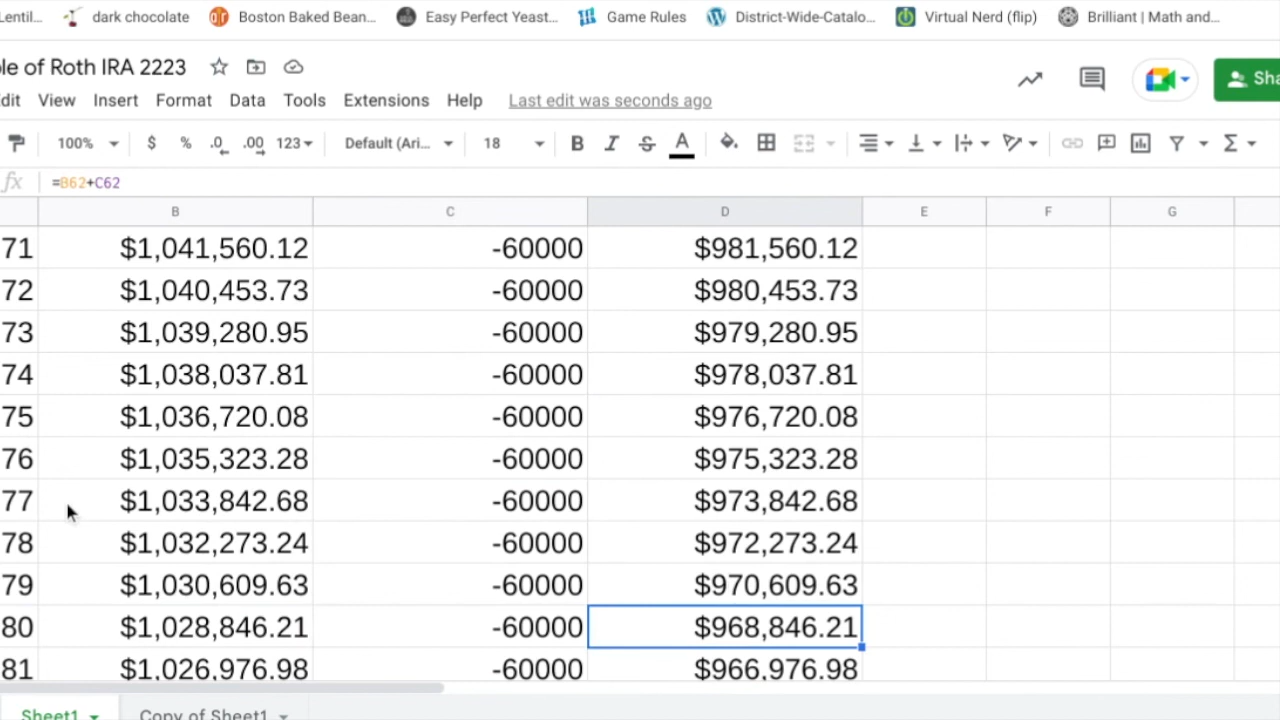 Lentil... dark chocolate Boston Baked Bean... Easy Perfect Yeast... Game Rules District-Wide-Catalo... Virtual Nerd (flip) Brilliant | Math and...
ple of Roth IRA 2223 Sha
Edit View Insert Format Data Tools Extensions Help Last edit was seconds ago
100% $ % .0 .00 123 Default (Ari... 18 B I S A Σ
fx =B62+C62
B C D E F G
71 $1,041,560.12 -60000 $981,560.12
72 $1,040,453.73 -60000 $980,453.73
73 $1,039,280.95 -60000 $979,280.95
74 $1,038,037.81 -60000 $978,037.81
75 $1,036,720.08 -60000 $976,720.08
76 $1,035,323.28 -60000 $975,323.28
77 $1,033,842.68 -60000 $973,842.68
78 $1,032,273.24 -60000 $972,273.24
79 $1,030,609.63 -60000 $970,609.63
80 $1,028,846.21 -60000 $968,846.21
81 $1,026,976.98 -60000 $966,976.98
Sheet1 Copy of Sheet1